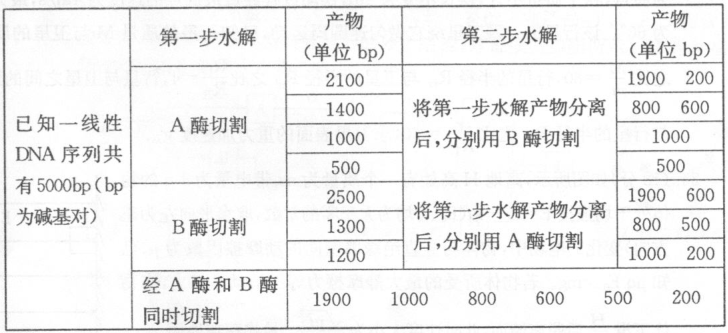 第一步水解
产物
(单位 bp)
第二步水解
产物
(单位 bp)
已知一线性
DNA 序列共
有5000bp(bp
为碱基对)
A酶切割
2100
1400
1000
500
将第一步水解产物分离
后,分别用 B 酶切割
1900 200
800 600
1000
500
B酶切割
2500
1300
1200
将第一步水解产物分离
后,分别用 A 酶切割
1900 600
800 500
1000 200
经 A 酶和 B 酶
同时切割
1900 1000 800 600 500 200